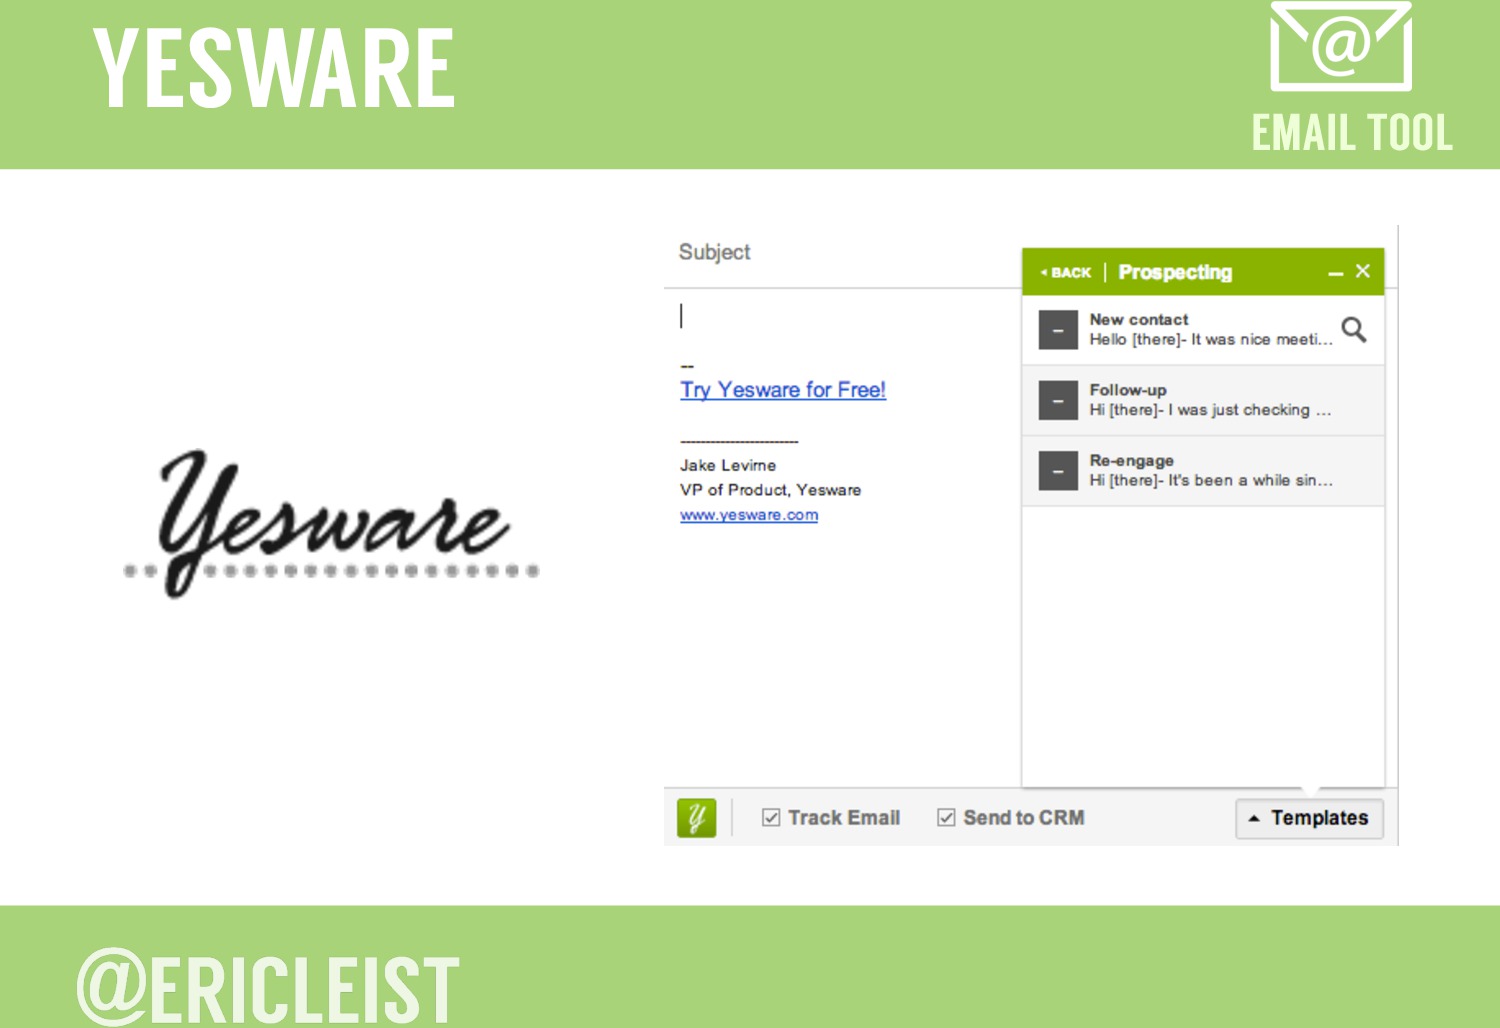 YESWARE
@
EMAIL TOOL
Yesware
Subject
BACK | Prospecting
New contact
Hello [there]- It was nice meeti...
Follow-up
Hi [there]- I was just checking ...
Re-engage
Hi [there]- It's been a while sin...
--
Try Yesware for Free!
------------------------
Jake Levirne
VP of Product, Yesware
www.yesware.com
Y
Track Email
Send to CRM
Templates
@ERICLEIST